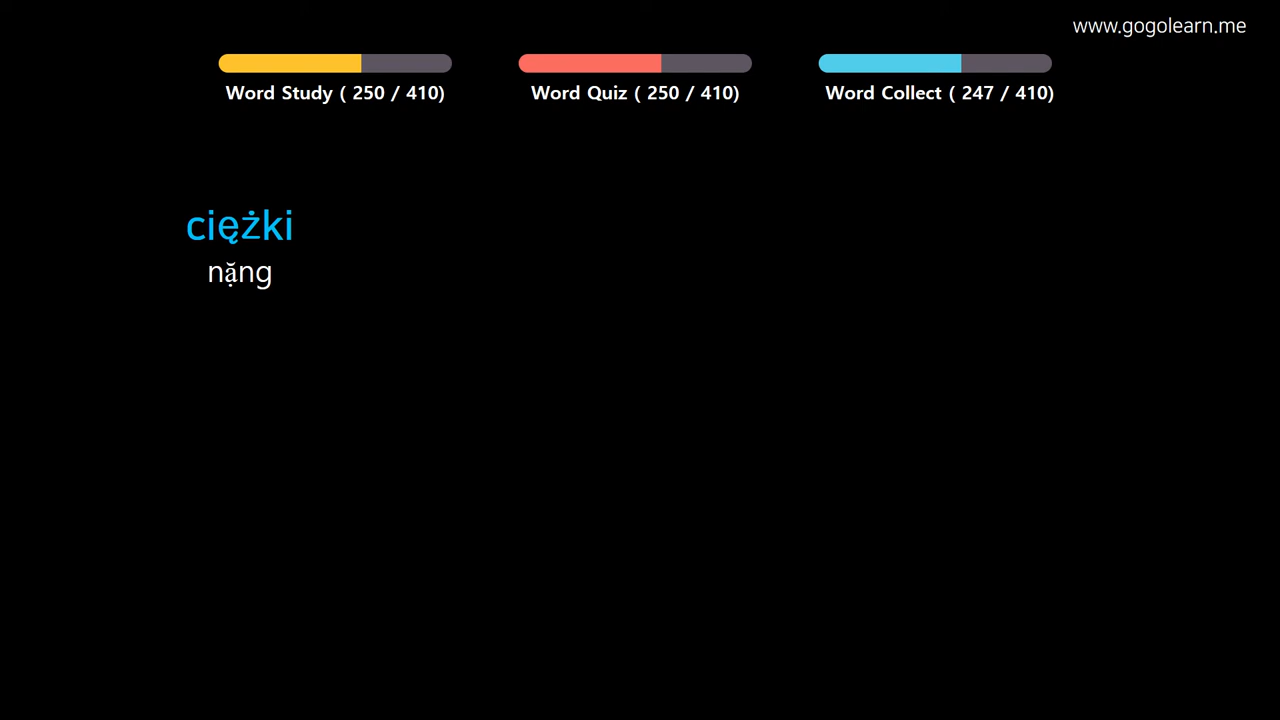 www.gogolearn.me
Word Study ( 250 / 410)
Word Quiz ( 250 / 410)
Word Collect ( 247 / 410)
ciężki
nặng